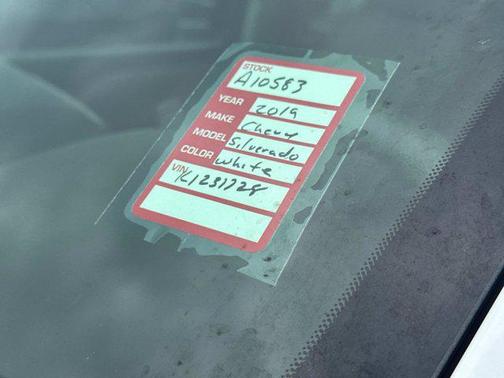 STOCK
A10583
YEAR 2019
MAKE Chevy
MODEL Silverado
COLOR White
VIN K1231728